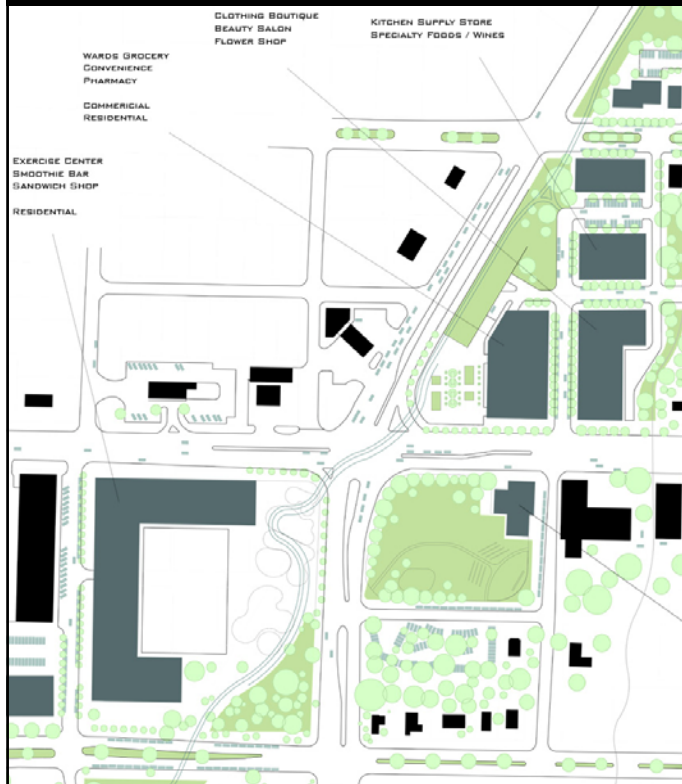 CLOTHING BOUTIQUE
BEAUTY SALON
FLOWER SHOP
KITCHEN SUPPLY STORE
SPECIALTY FOODS / WINES
WARDS GROCERY
CONVENIENCE
PHARMACY
COMMERICIAL
RESIDENTIAL
EXERCISE CENTER
SMOOTHIE BAR
SANDWICH SHOP
RESIDENTIAL